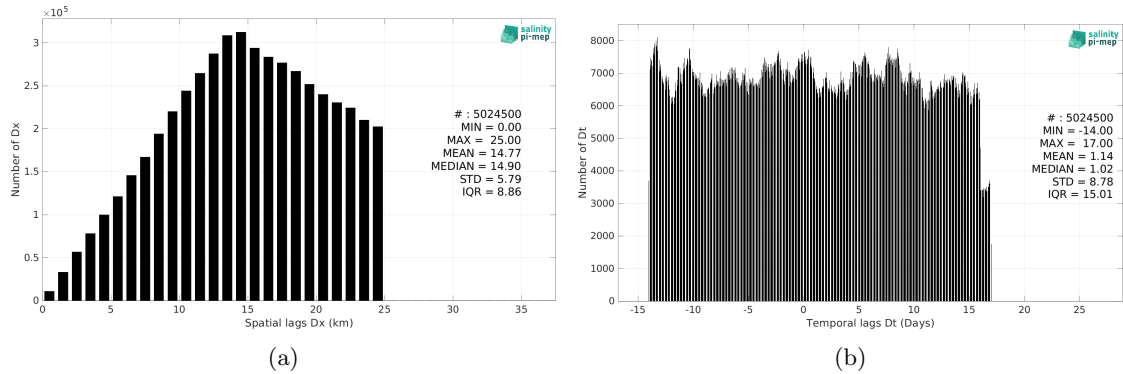 ×10⁵
3
2.5
2
1.5
1
0.5
0
0
5
10
15
20
25
30
35
Number of Dx
Spatial lags Dx (km)
salinity
pi-mep
# : 5024500
MIN = 0.00
MAX = 25.00
MEAN = 14.77
MEDIAN = 14.90
STD = 5.79
IQR = 8.86
(a)
8000
7000
6000
5000
4000
3000
2000
1000
0
-15
-10
-5
0
5
10
15
20
25
Number of Dt
Temporal lags Dt (Days)
salinity
pi-mep
# : 5024500
MIN = -14.00
MAX = 17.00
MEAN = 1.14
MEDIAN = 1.02
STD = 8.78
IQR = 15.01
(b)